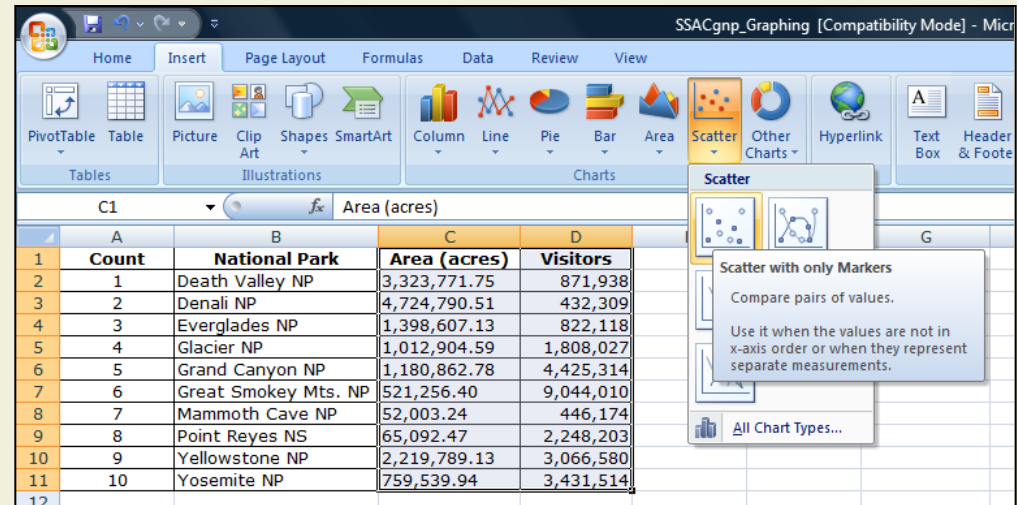 SSACgnp_Graphing [Compatibility Mode] - Micr
Home Insert Page Layout Formulas Data Review View
PivotTable Table Picture Clip Art Shapes SmartArt Column Line Pie Bar Area Scatter Other Charts Hyperlink Text Box Header & Foote
Tables Illustrations Charts
Scatter
C1 fx Area (acres)
A B C D G
1 Count National Park Area (acres) Visitors
2 1 Death Valley NP 3,323,771.75 871,938
3 2 Denali NP 4,724,790.51 432,309
4 3 Everglades NP 1,398,607.13 822,118
5 4 Glacier NP 1,012,904.59 1,808,027
6 5 Grand Canyon NP 1,180,862.78 4,425,314
7 6 Great Smokey Mts. NP 521,256.40 9,044,010
8 7 Mammoth Cave NP 52,003.24 446,174
9 8 Point Reyes NS 65,092.47 2,248,203
10 9 Yellowstone NP 2,219,789.13 3,066,580
11 10 Yosemite NP 759,539.94 3,431,514
12
Scatter with only Markers
Compare pairs of values.
Use it when the values are not in
x-axis order or when they represent
separate measurements.
All Chart Types...